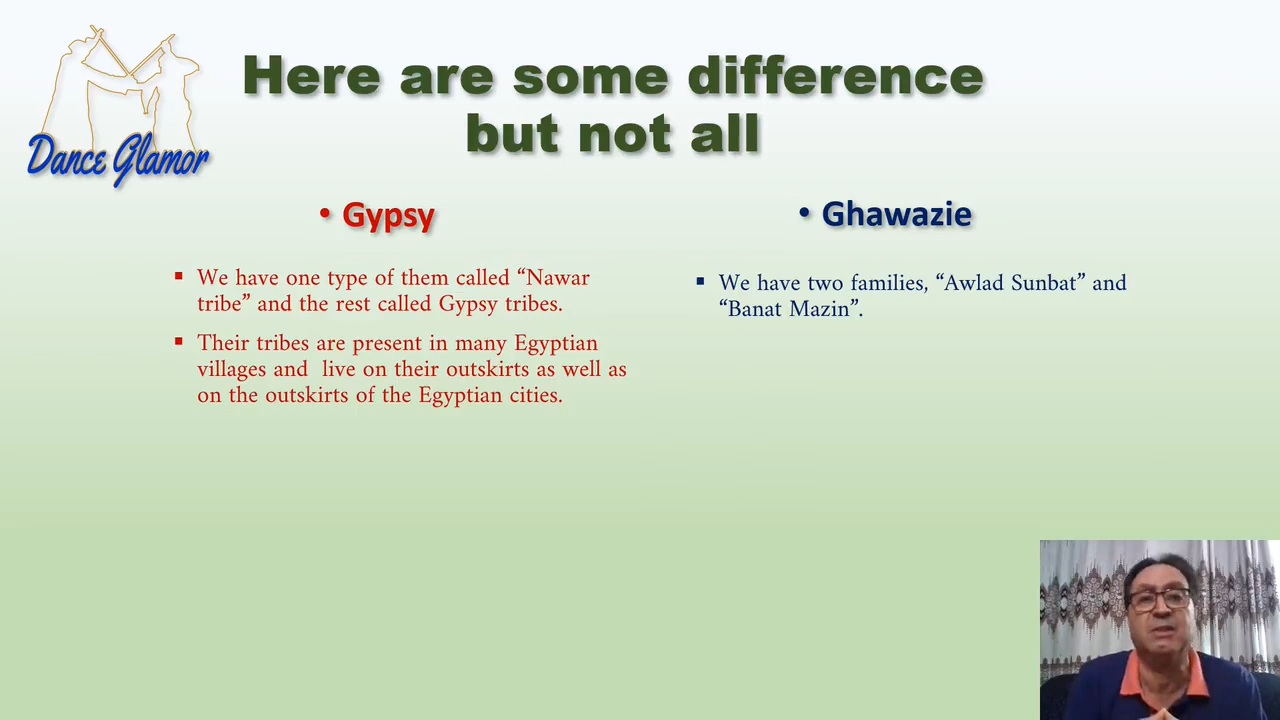 Dance Glamor
Here are some difference
but not all
• Gypsy
▪ We have one type of them called “Nawar
tribe” and the rest called Gypsy tribes.
▪ Their tribes are present in many Egyptian
villages and  live on their outskirts as well as
on the outskirts of the Egyptian cities.
• Ghawazie
▪ We have two families, “Awlad Sunbat” and
“Banat Mazin”.